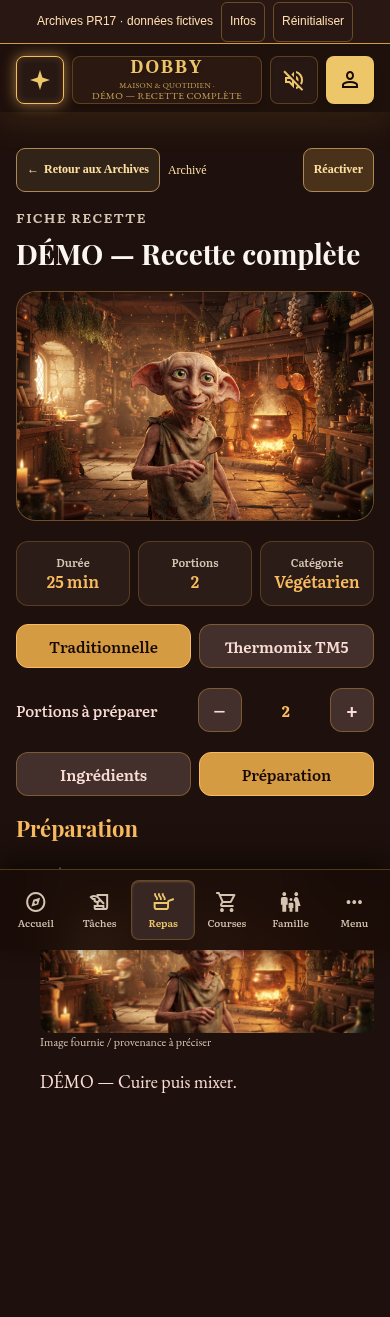 Archives PR17 · données fictives
Infos
Réinitialiser
DOBBY
MAISON & QUOTIDIEN ·
DÉMO — RECETTE COMPLÈTE
← Retour aux Archives
Archivé
Réactiver
FICHE RECETTE
DÉMO — Recette complète
Durée
25 min
Portions
2
Catégorie
Végétarien
Traditionnelle
Thermomix TM5
Portions à préparer
−
2
+
Ingrédients
Préparation
Préparation
Accueil
Tâches
Repas
Courses
Famille
Menu
Image fournie / provenance à préciser
DÉMO — Cuire puis mixer.